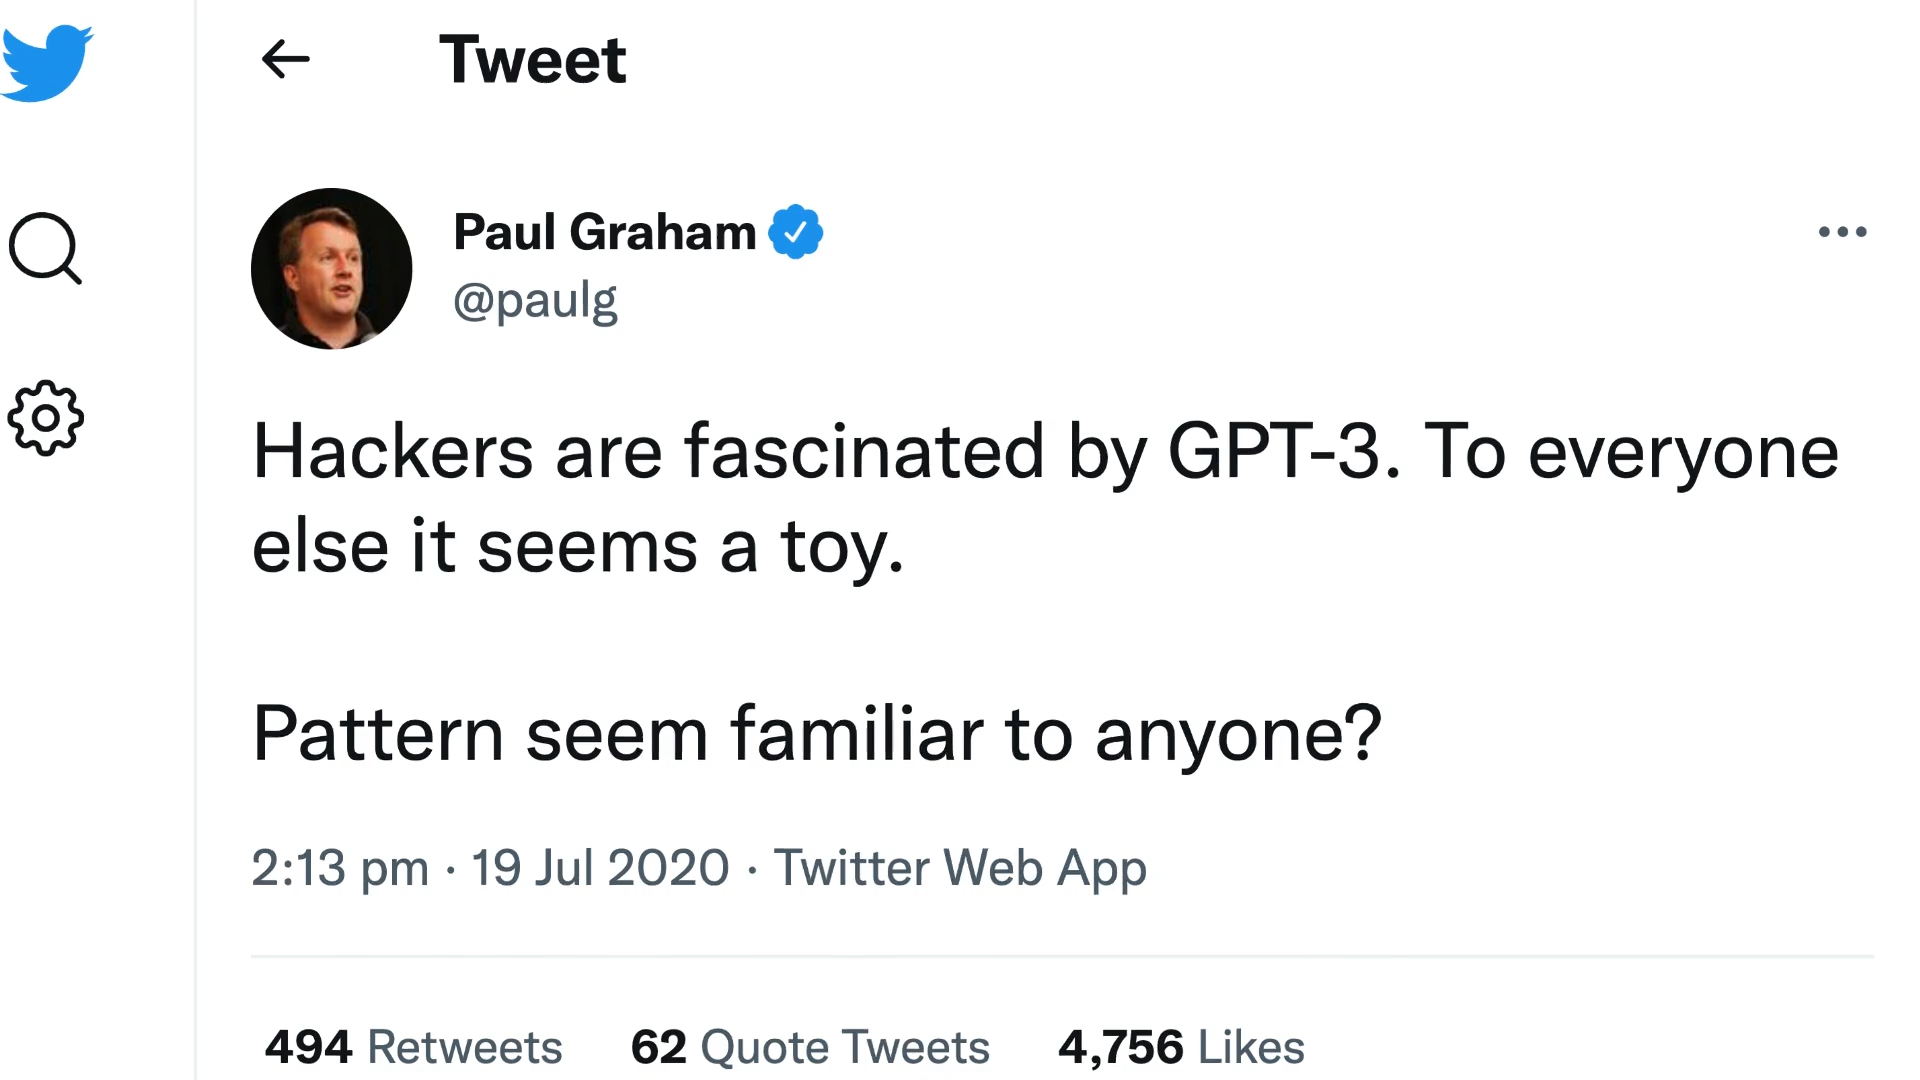 Tweet
Paul Graham
@paulg
Hackers are fascinated by GPT-3. To everyone
else it seems a toy.
Pattern seem familiar to anyone?
2:13 pm · 19 Jul 2020 · Twitter Web App
494 Retweets 62 Quote Tweets 4,756 Likes